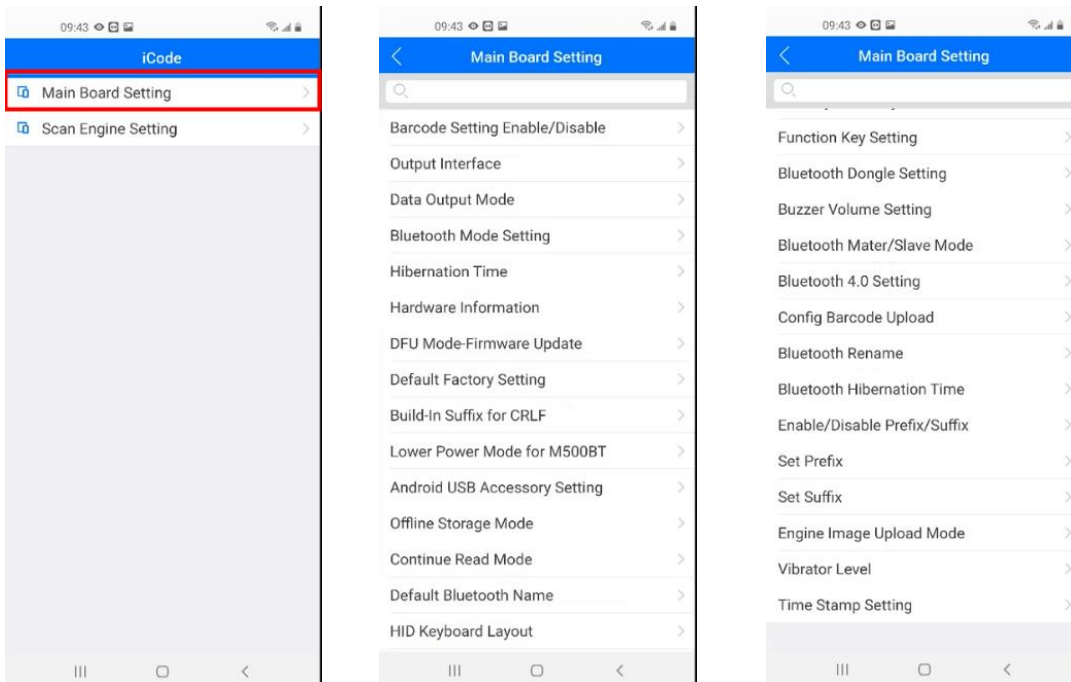 09:43
iCode
Main Board Setting
Scan Engine Setting
09:43
Main Board Setting
Barcode Setting Enable/Disable
Output Interface
Data Output Mode
Bluetooth Mode Setting
Hibernation Time
Hardware Information
DFU Mode-Firmware Update
Default Factory Setting
Build-In Suffix for CRLF
Lower Power Mode for M500BT
Android USB Accessory Setting
Offline Storage Mode
Continue Read Mode
Default Bluetooth Name
HID Keyboard Layout
09:43
Main Board Setting
Function Key Setting
Bluetooth Dongle Setting
Buzzer Volume Setting
Bluetooth Mater/Slave Mode
Bluetooth 4.0 Setting
Config Barcode Upload
Bluetooth Rename
Bluetooth Hibernation Time
Enable/Disable Prefix/Suffix
Set Prefix
Set Suffix
Engine Image Upload Mode
Vibrator Level
Time Stamp Setting